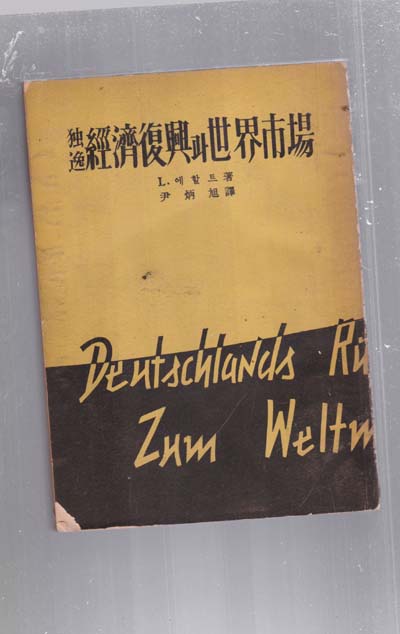 独逸 經濟復興과 世界市場
L. 에할트 著
尹炳旭 譯
Deutschlands Rü
Zum Weltm